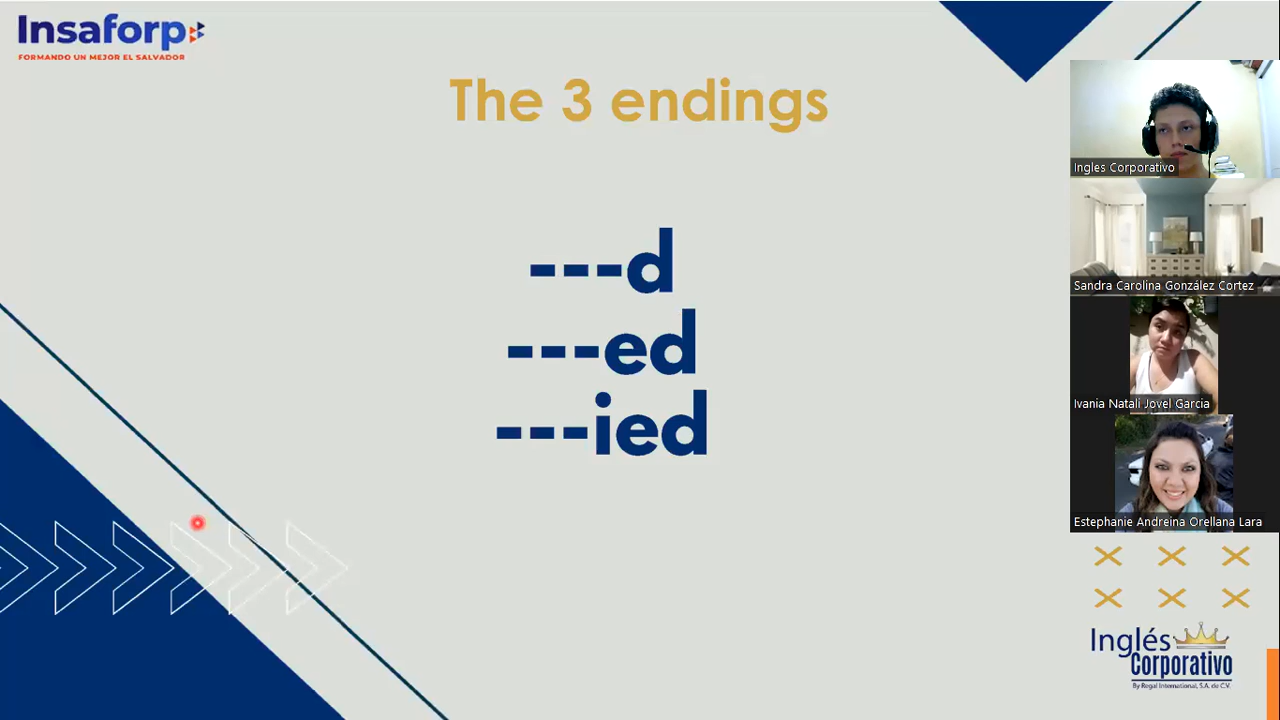 Insaforp
FORMANDO UN MEJOR EL SALVADOR
The 3 endings
---d
---ed
---ied
Ingles Corporativo
Sandra Carolina González Cortez
Ivania Natali Jovel Garcia
Estephanie Andreina Orellana Lara
Inglés
Corporativo
By Regal International, S.A. de C.V.